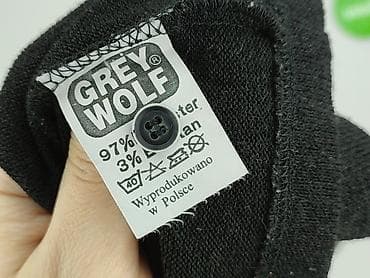 GREY®
WOLF
97%
3%
40
Wyprodukowano
w Polsce